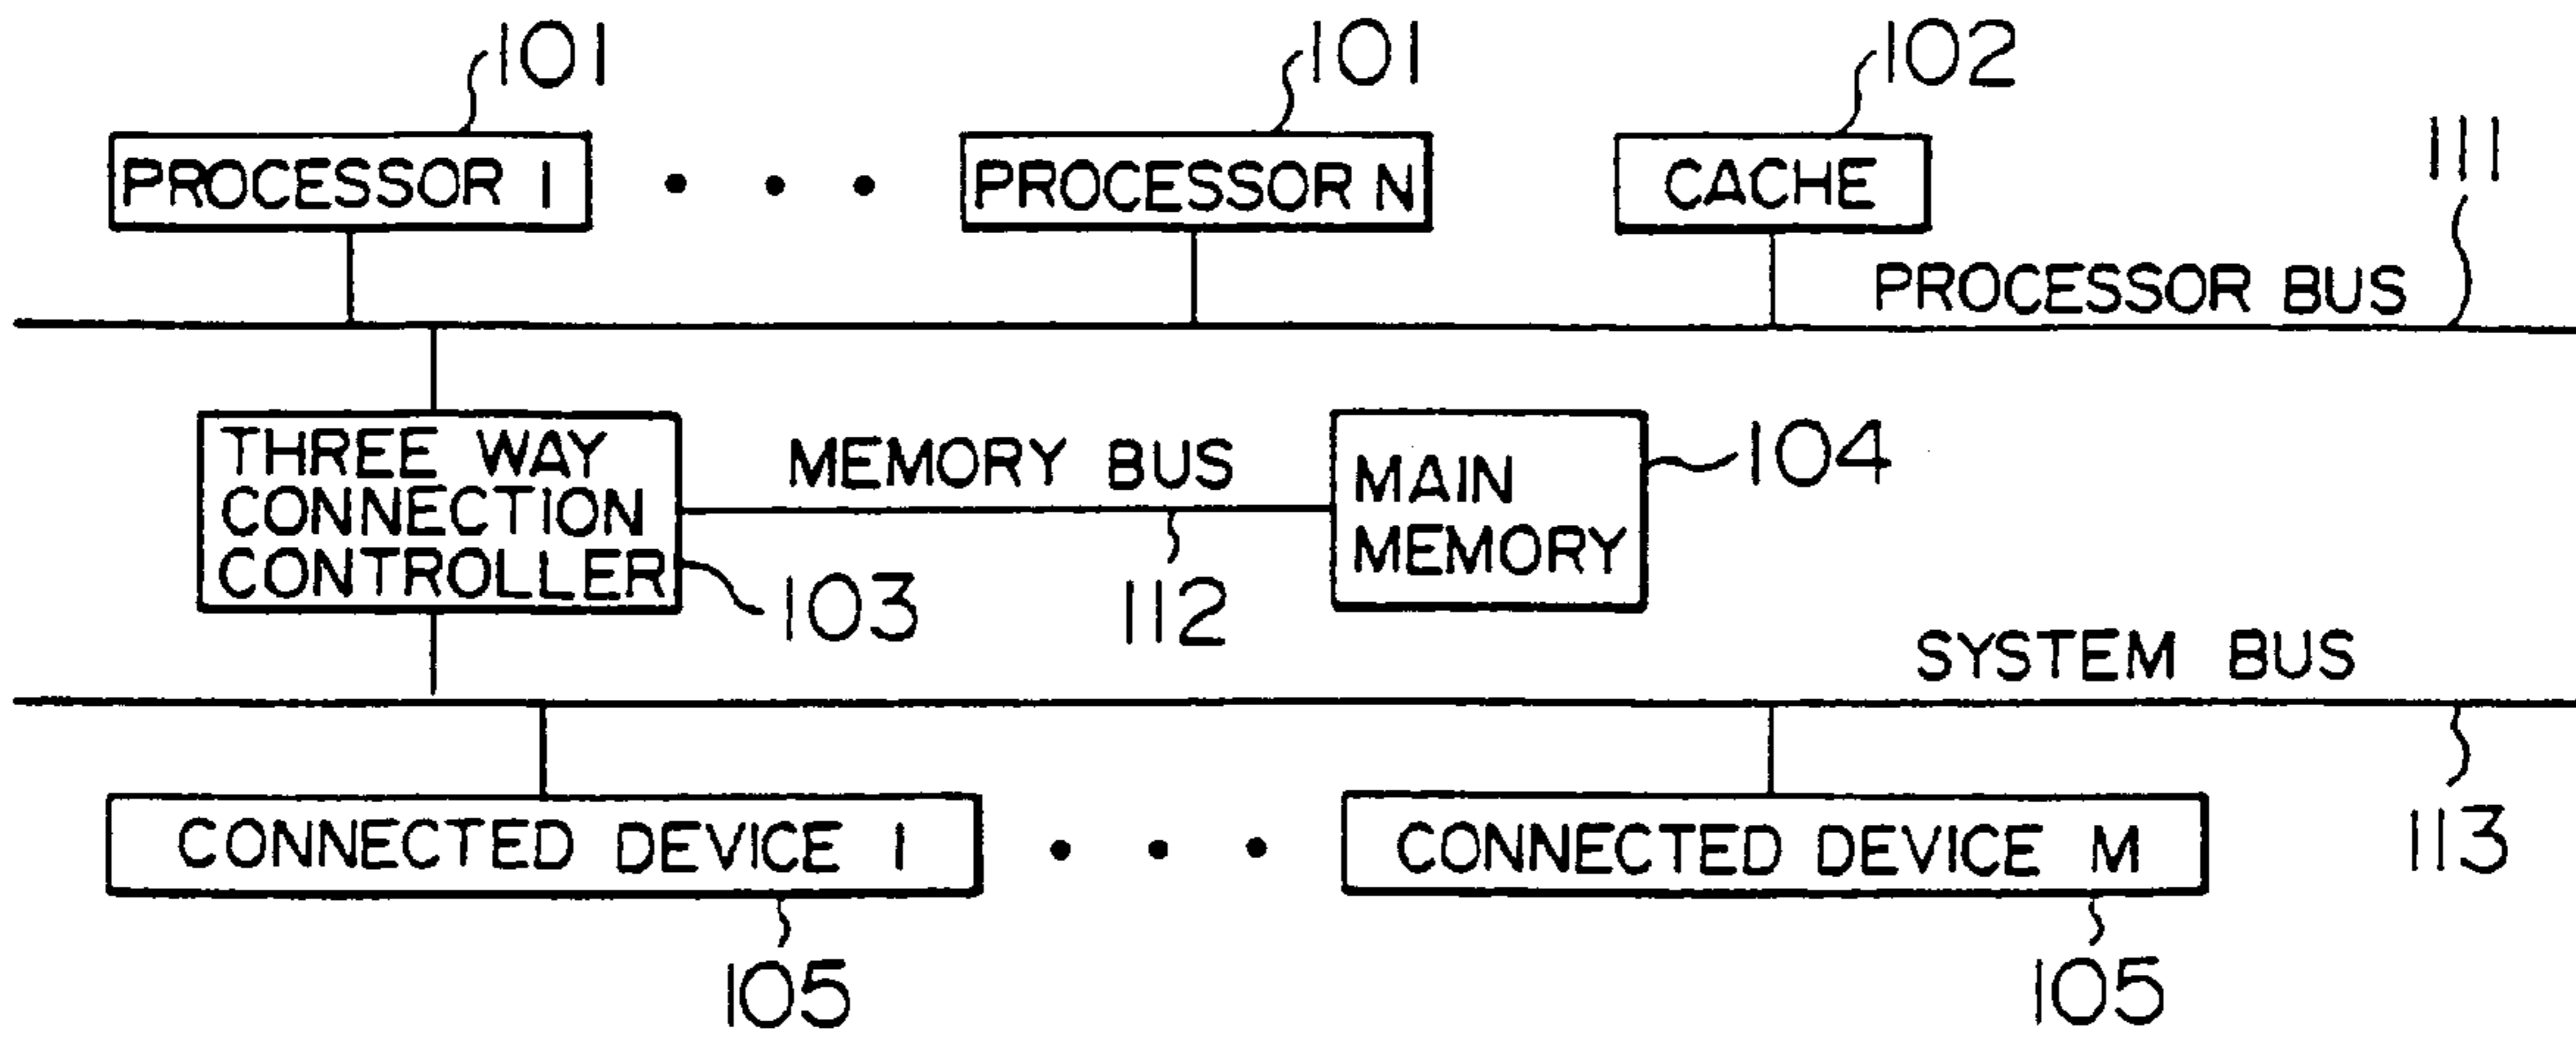 101
101
102
111
PROCESSOR 1
PROCESSOR N
CACHE
PROCESSOR BUS
THREE WAY
CONNECTION
CONTROLLER
103
MEMORY BUS
112
MAIN
MEMORY
104
SYSTEM BUS
113
CONNECTED DEVICE 1
CONNECTED DEVICE M
105
105